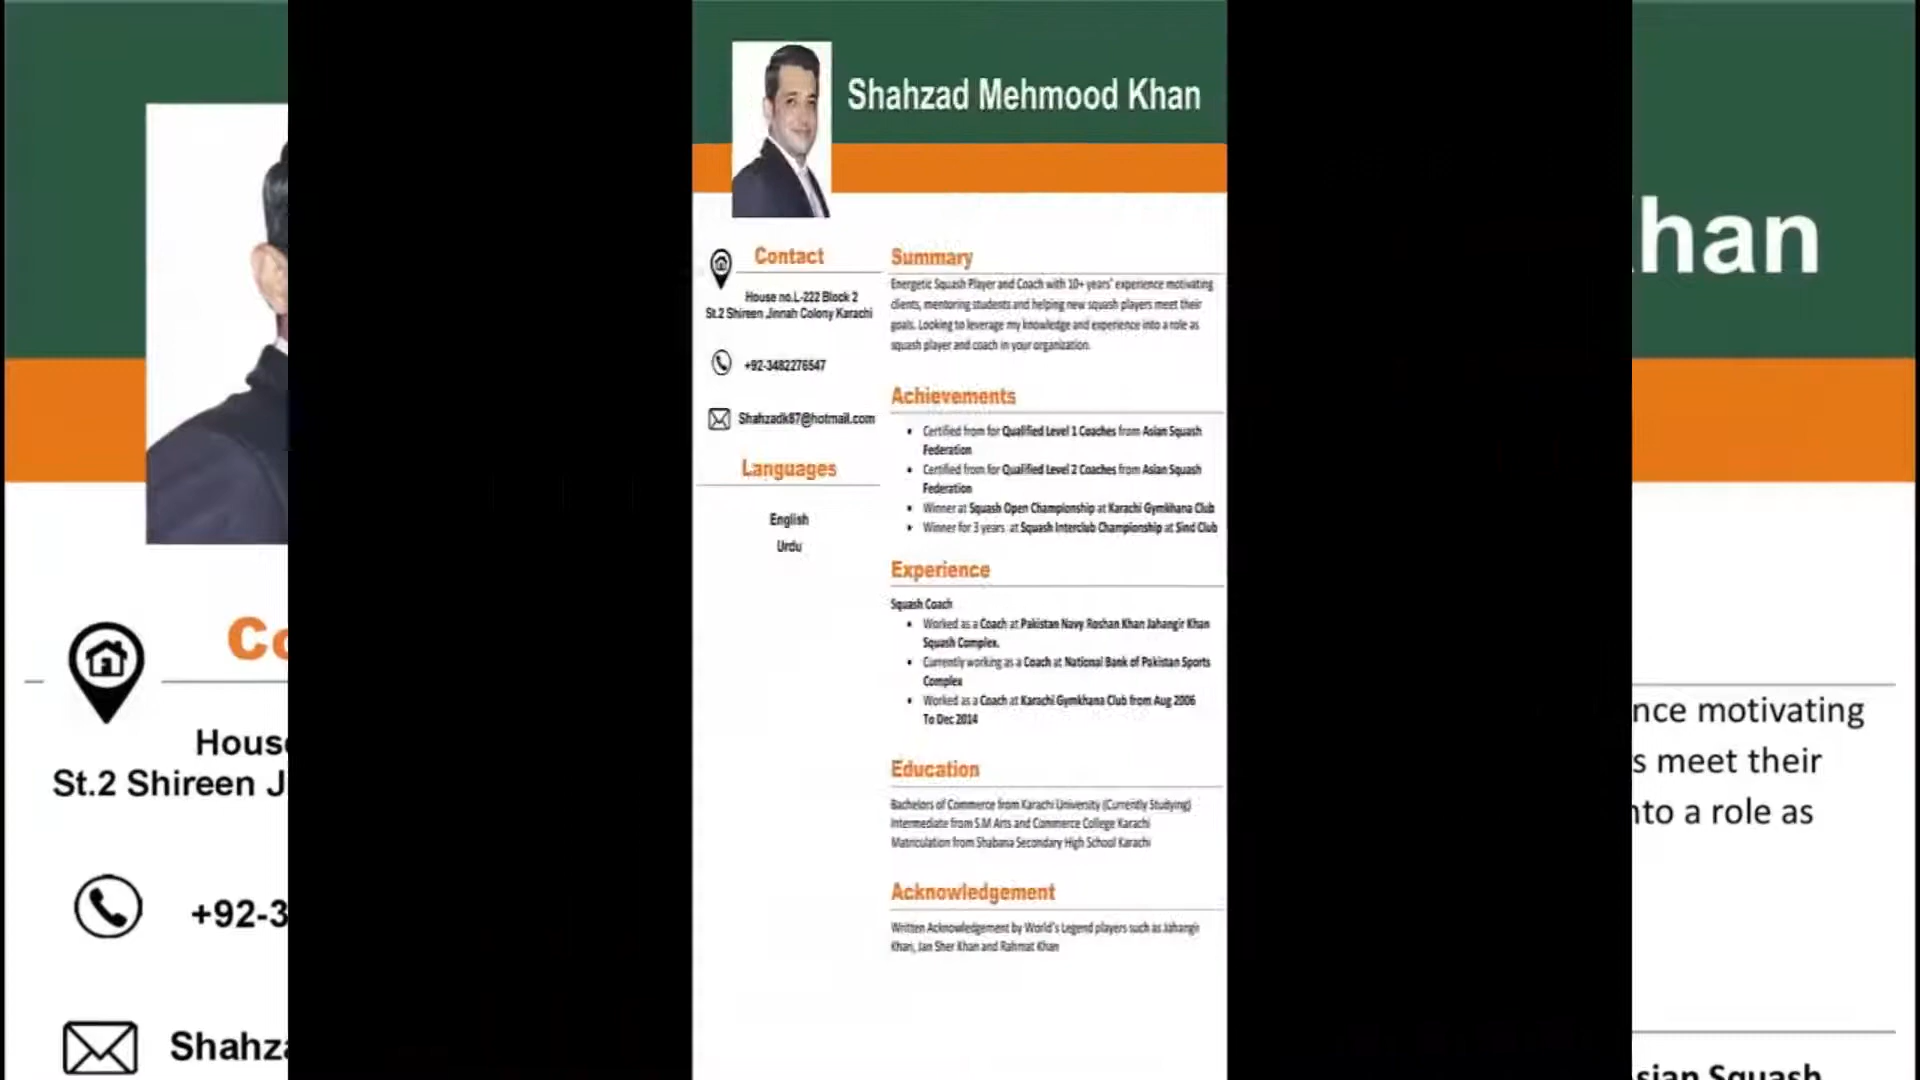 Shahzad Mehmood Khan
Contact
House no.L-222 Block 2
St.2 Shireen Jinnah Colony Karachi
+92-3482276547
Shahzadk67@hotmail.com
Languages
English
Urdu
Summary
Energetic Squash Player and Coach with 10+ years' experience motivating
clients, mentoring students and helping new squash players meet their
goals. Looking to leverage my knowledge and experience into a role as
squash player and coach in your organization.
Achievements
Certified from for Qualified Level 1 Coaches from Asian Squash
Federation
Certified from for Qualified Level 2 Coaches from Asian Squash
Federation
Winner at Squash Open Championship at Karachi Gymkhana Club
Winner for 3 years at Squash Interclub Championship at Sind Club
Experience
Squash Coach
Worked as a Coach at Pakistan Navy Roshan Khan Jahangir Khan
Squash Complex.
Currently working as a Coach at National Bank of Pakistan Sports
Complex
Worked as a Coach at Karachi Gymkhana Club from Aug 2006
To Dec 2014
Education
Bachelors of Commerce from Karachi University (Currently Studying)
Intermediate from S.M Arts and Commerce College Karachi
Matriculation from Shabana Secondary High School Karachi
Acknowledgement
Written Acknowledgement by World's Legend players such as Jahangir
Khan, Jan Sher Khan and Rahmat Khan
Co
House
St.2 Shireen J
+92-3
Shahza
han
nce motivating
s meet their
nto a role as
sian Squash